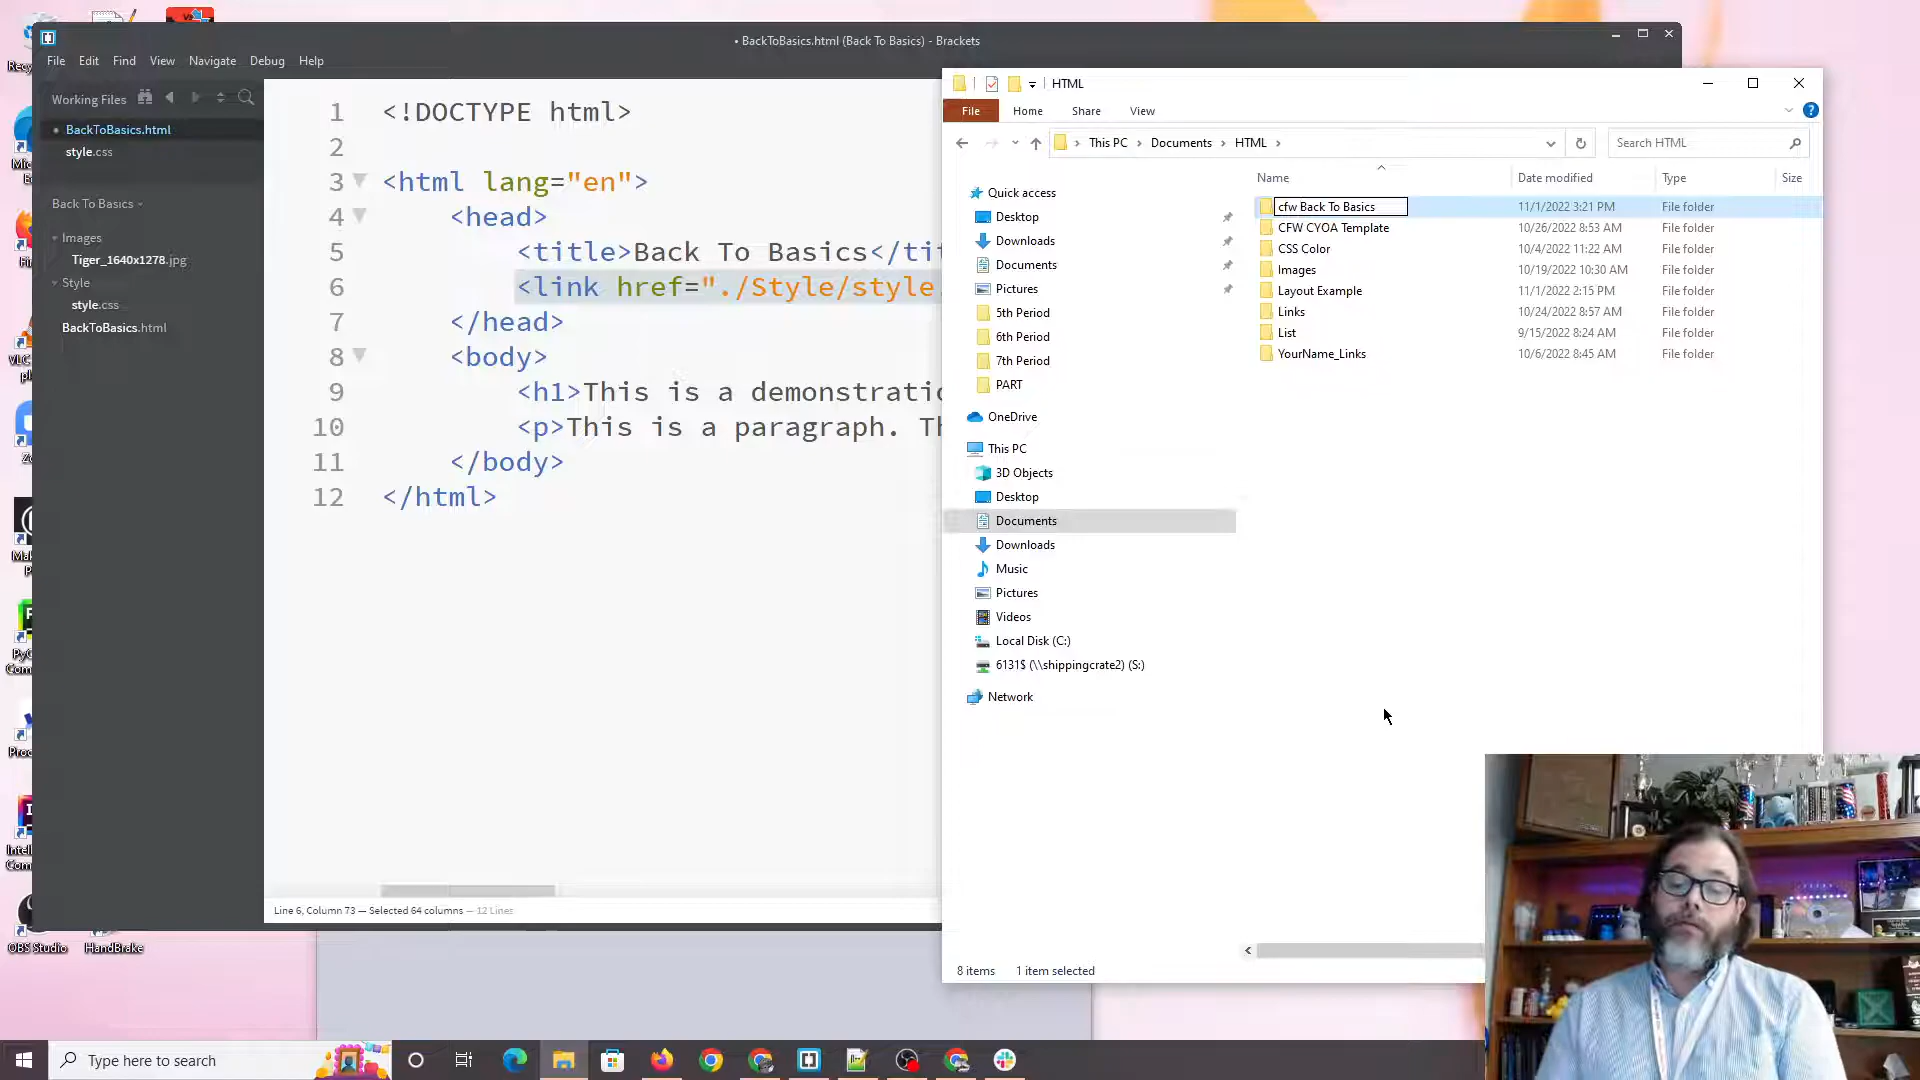 • BackToBasics.html (Back To Basics) - Brackets
File Edit Find View Navigate Debug Help
Working Files
• BackToBasics.html
style.css
Back To Basics
Images
Tiger_1640x1278.jpg
Style
style.css
BackToBasics.html
1 <!DOCTYPE html>
2
3 <html lang="en">
4 <head>
5 <title>Back To Basics</tit
6 <link href="./Style/style.
7 </head>
8 <body>
9 <h1>This is a demonstratio
10 <p>This is a paragraph. Th
11 </body>
12 </html>
Line 6, Column 73 — Selected 64 columns — 12 Lines
HTML
File Home Share View
This PC > Documents > HTML >
Search HTML
Name Date modified Type Size
cfw Back To Basics 11/1/2022 3:21 PM File folder
CFW CYOA Template 10/26/2022 8:53 AM File folder
CSS Color 10/4/2022 11:22 AM File folder
Images 10/19/2022 10:30 AM File folder
Layout Example 11/1/2022 2:15 PM File folder
Links 10/24/2022 8:57 AM File folder
List 9/15/2022 8:24 AM File folder
YourName_Links 10/6/2022 8:45 AM File folder
Quick access
Desktop
Downloads
Documents
Pictures
5th Period
6th Period
7th Period
PART
OneDrive
This PC
3D Objects
Desktop
Documents
Downloads
Music
Pictures
Videos
Local Disk (C:)
6131$ (\\shippingcrate2) (S:)
Network
8 items 1 item selected
OBS Studio
HandBrake
Type here to search